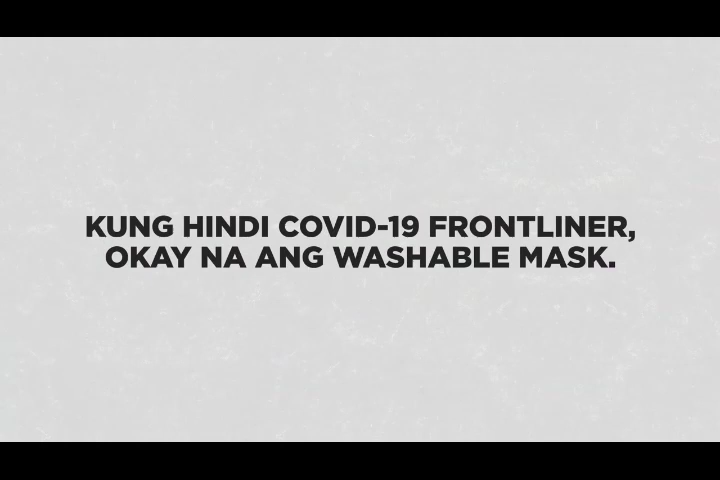 KUNG HINDI COVID-19 FRONTLINER,
OKAY NA ANG WASHABLE MASK.